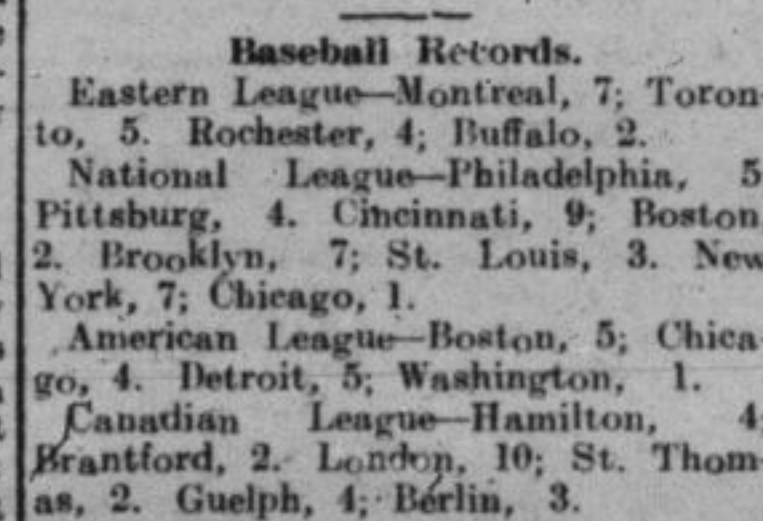 Baseball Records.
Eastern League—Montreal, 7; Toron-
to, 5. Rochester, 4; Buffalo, 2.
National League—Philadelphia, 5
Pittsburg, 4. Cincinnati, 9; Boston,
2. Brooklyn, 7; St. Louis, 3. New
York, 7; Chicago, 1.
American League—Boston, 5; Chica-
go, 4. Detroit, 5; Washington, 1.
Canadian League—Hamilton, 4;
Brantford, 2. London, 10; St. Thom-
as, 2. Guelph, 4; Berlin, 3.